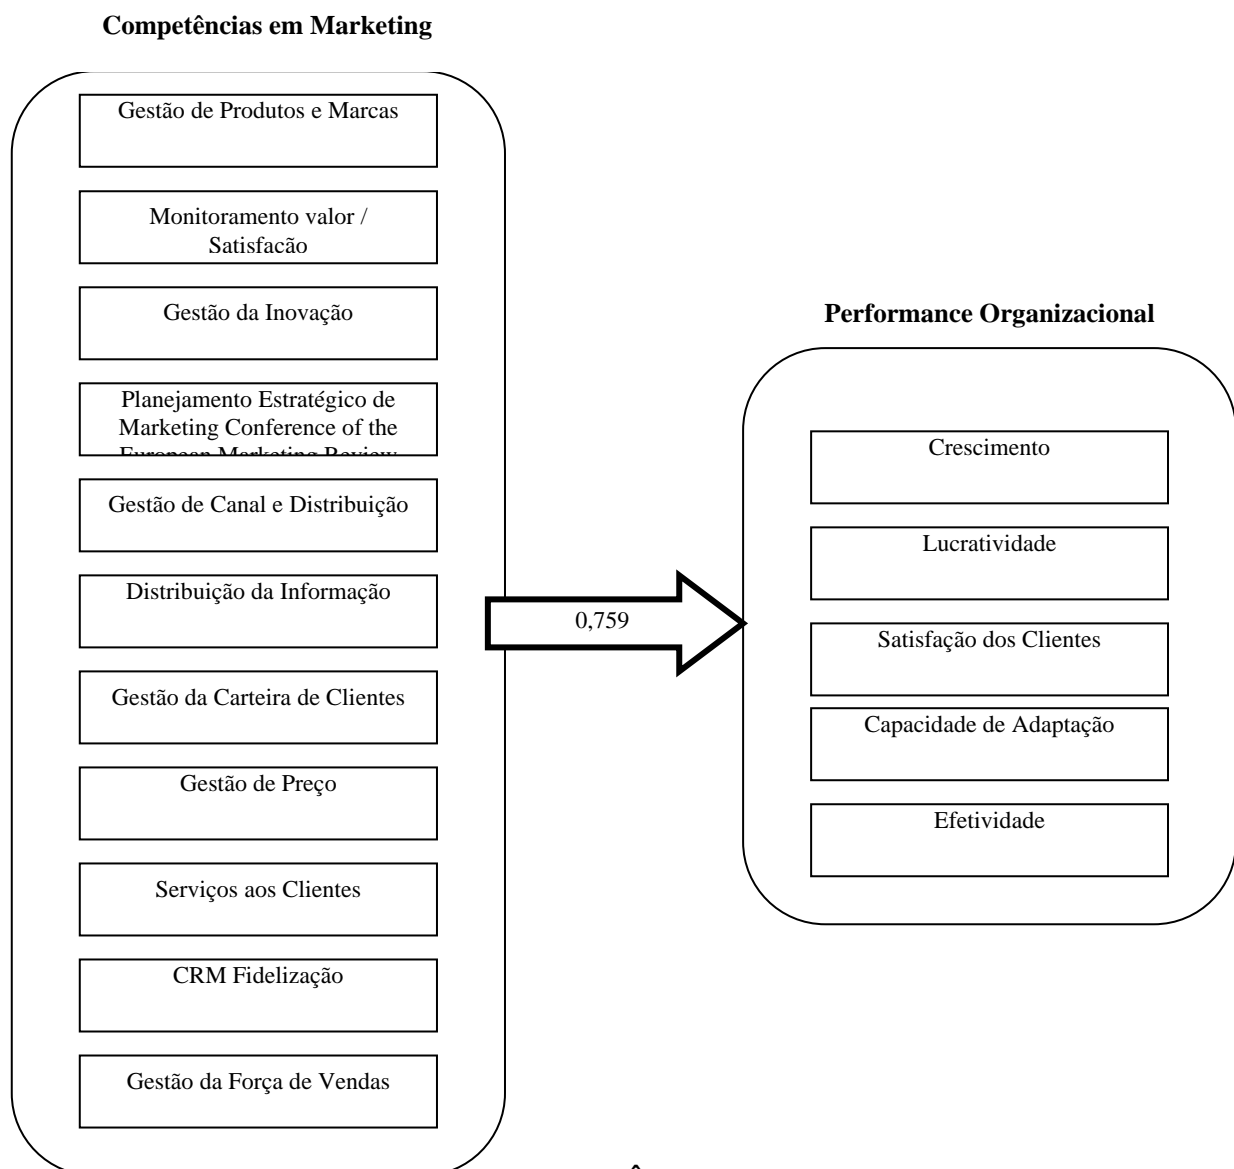 Competências em Marketing
Gestão de Produtos e Marcas
Monitoramento valor /
Satisfacão
Gestão da Inovação
Planejamento Estratégico de
Marketing Conference of the
European Marketing Review
Gestão de Canal e Distribuição
Distribuição da Informação
Gestão da Carteira de Clientes
Gestão de Preço
Serviços aos Clientes
CRM Fidelização
Gestão da Força de Vendas
0,759
Performance Organizacional
Crescimento
Lucratividade
Satisfação dos Clientes
Capacidade de Adaptação
Efetividade